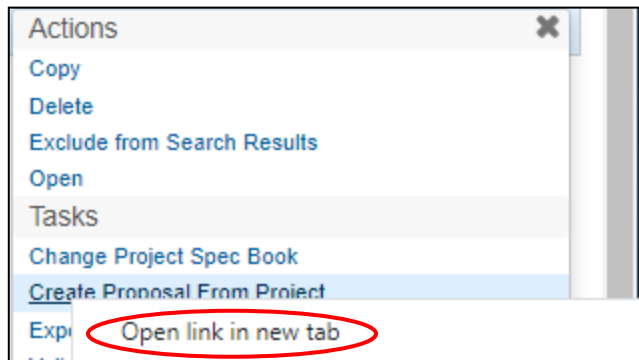 Actions
Copy
Delete
Exclude from Search Results
Open
Tasks
Change Project Spec Book
Create Proposal From Project
Open link in new tab